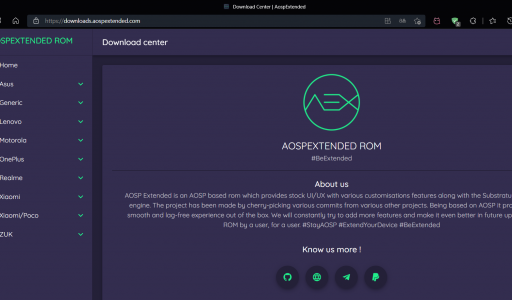 Download Center | AospExtended
https://downloads.aospextended.com
OSPEXTENDED ROM
Download center
Home
Asus
Generic
Lenovo
Motorola
OnePlus
Realme
Xiaomi
Xiaomi/Poco
ZUK
AEX
AOSPEXTENDED ROM
#BeExtended
About us
AOSP Extended is an AOSP based rom which provides stock UI/UX with various customisations features along with the Substratu
engine. The project has been made by cherry-picking various commits from various other projects. Being based on AOSP it pro
smooth and lag-free experience out of the box. We will constantly try to add more features and make it even better in future up
ROM by a user, for a user #StayAOSP #ExtendYourDevice #BeExtended
Know us more !